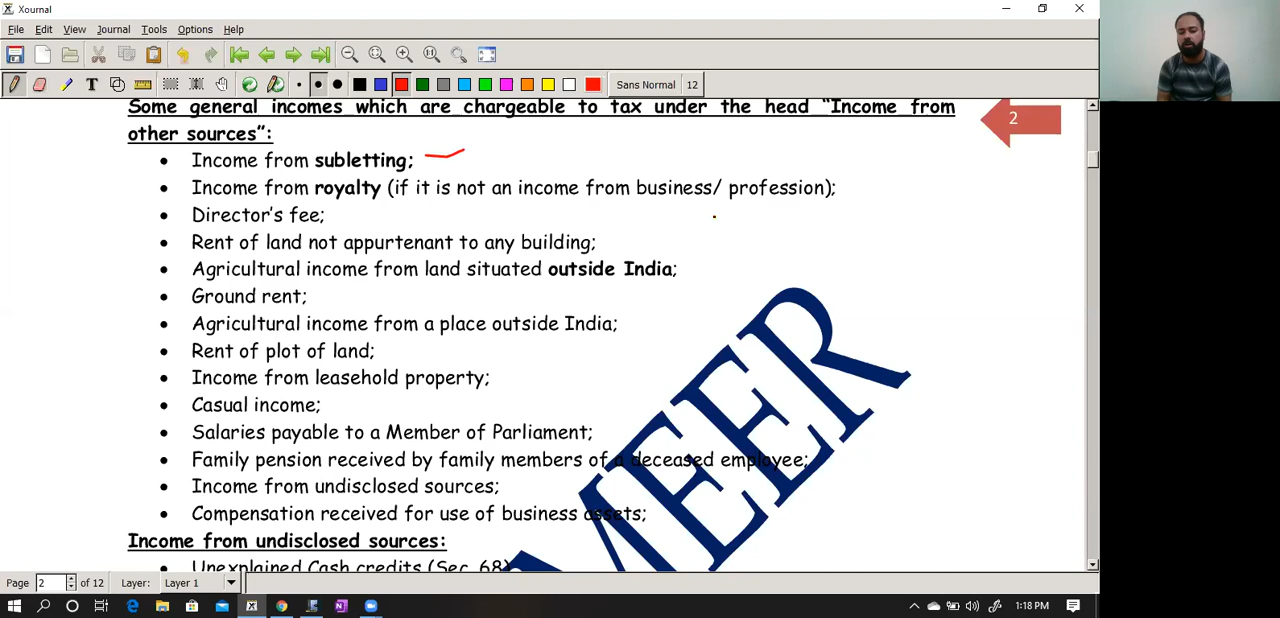 Xournal
File Edit View Journal Tools Options Help
Sans Normal 12
Some general incomes which are chargeable to tax under the head "Income from
other sources":
2
• Income from subletting;
• Income from royalty (if it is not an income from business/ profession);
• Director's fee;
• Rent of land not appurtenant to any building;
• Agricultural income from land situated outside India;
• Ground rent;
• Agricultural income from a place outside India;
• Rent of plot of land;
• Income from leasehold property;
• Casual income;
• Salaries payable to a Member of Parliament;
• Family pension received by family members of a deceased employee;
• Income from undisclosed sources;
• Compensation received for use of business assets;
Income from undisclosed sources:
• Unexplained Cash credits (Sec. 68)
MEER
Page 2 of 12 Layer: Layer 1
1:18 PM